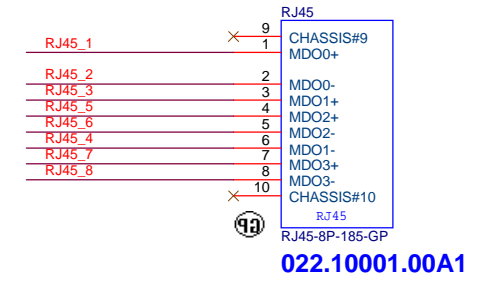 RJ45
9 CHASSIS#9
RJ45_1 1 MDO0+
RJ45_2 2 MDO0-
RJ45_3 3 MDO1+
RJ45_5 4 MDO2+
RJ45_6 5 MDO2-
RJ45_4 6 MDO1-
RJ45_7 7 MDO3+
RJ45_8 8 MDO3-
10 CHASSIS#10
RJ45
GP
RJ45-8P-185-GP
022.10001.00A1